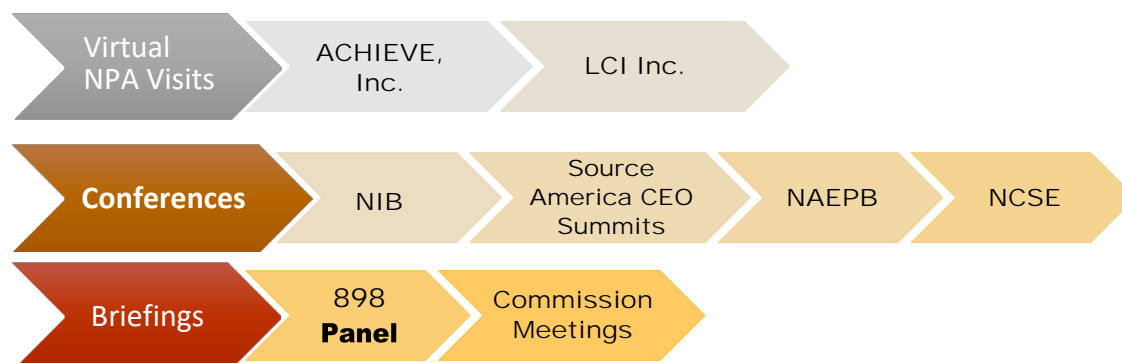 Virtual
NPA Visits
ACHIEVE,
Inc.
LCI Inc.
Conferences
NIB
Source
America CEO
Summits
NAEPB
NCSE
Briefings
898
Panel
Commission
Meetings